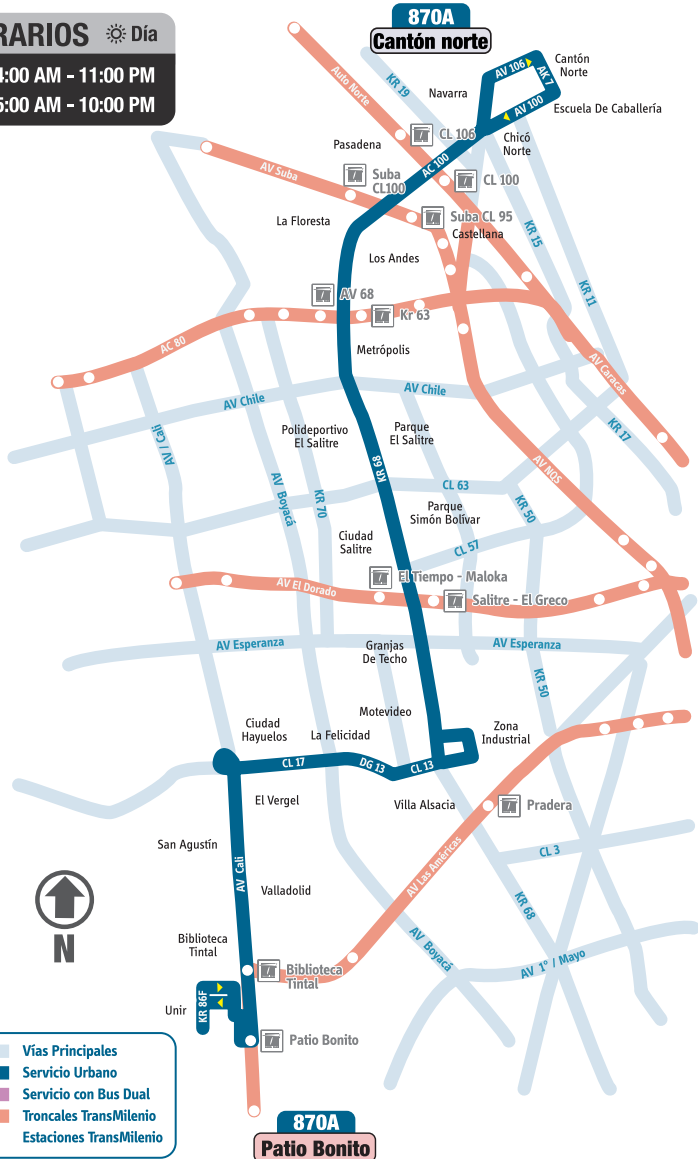 870A
Cantón norte
RARIOS Día
4:00 AM - 11:00 PM
5:00 AM - 10:00 PM
Auto Norte
KR 19
AV 106
AK 7
AV 100
Cantón
Norte
Navarra
Escuela De Caballería
CL 106
Chicó
Norte
Pasadena
AC 100
AV Suba
Suba
CL100
CL 100
Suba CL 95
La Floresta
Castellana
KR 15
Los Andes
KR 11
AV 68
Kr 63
AC 80
Metrópolis
AV Caracas
AV Chile
AV Chile
KR 17
AV / Cali
Polideportivo
El Salitre
Parque
El Salitre
KR 68
AV NQS
AV Boyacá
KR 70
CL 63
KR 50
Parque
Simón Bolívar
Ciudad
Salitre
CL 57
El Tiempo - Maloka
AV El Dorado
Salitre - El Greco
AV Esperanza
AV Esperanza
Granjas
De Techo
KR 50
Motevideo
Ciudad
Hayuelos
La Felicidad
Zona
Industrial
CL 17
DG 13
CL 13
El Vergel
Villa Alsacia
Pradera
San Agustín
CL 3
AV Cali
AV Las Américas
Valladolid
KR 68
N
Biblioteca
Tintal
AV Boyacá
AV 1° / Mayo
Biblioteca
Tintal
KR 86F
Unir
Patio Bonito
Vías Principales
Servicio Urbano
Servicio con Bus Dual
Troncales TransMilenio
Estaciones TransMilenio
870A
Patio Bonito